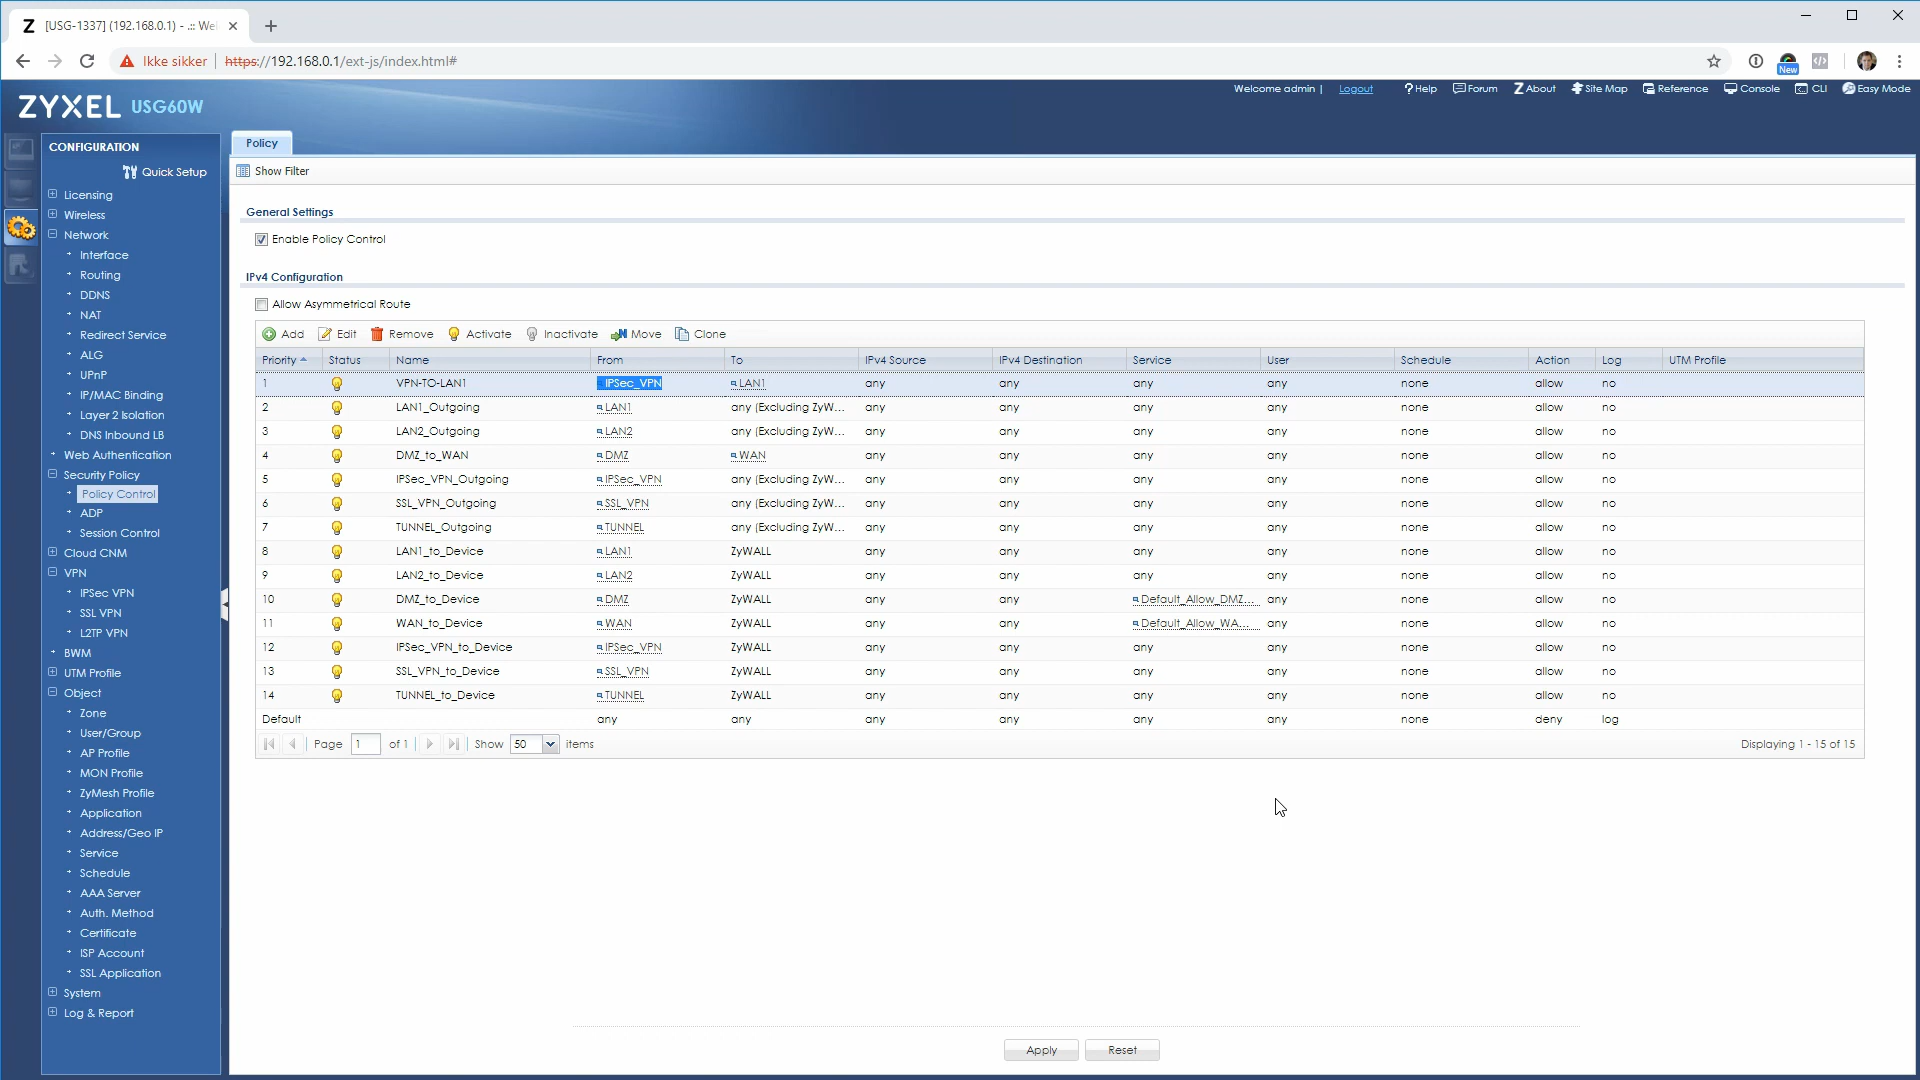 [USG-1337] (192.168.0.1) - .:: We
Ikke sikker
https://192.168.0.1/ext-js/index.html#
New
ZYXEL USG60W
Welcome admin | Logout ?Help Forum About Site Map Reference Console CLI Easy Mode
CONFIGURATION
Quick Setup
Licensing
Wireless
Network
Interface
Routing
DDNS
NAT
Redirect Service
ALG
UPnP
IP/MAC Binding
Layer 2 Isolation
DNS Inbound LB
Web Authentication
Security Policy
Policy Control
ADP
Session Control
Cloud CNM
VPN
IPSec VPN
SSL VPN
L2TP VPN
BWM
UTM Profile
Object
Zone
User/Group
AP Profile
MON Profile
ZyMesh Profile
Application
Address/Geo IP
Service
Schedule
AAA Server
Auth. Method
Certificate
ISP Account
SSL Application
System
Log & Report
Policy
Show Filter
General Settings
Enable Policy Control
IPv4 Configuration
Allow Asymmetrical Route
Add Edit Remove Activate Inactivate Move Clone
Priority Status Name From To IPv4 Source IPv4 Destination Service User Schedule Action Log UTM Profile
1 VPN-TO-LAN1 IPSec_VPN LAN1 any any any any none allow no
2 LAN1_Outgoing LAN1 any (Excluding ZyW... any any any any none allow no
3 LAN2_Outgoing LAN2 any (Excluding ZyW... any any any any none allow no
4 DMZ_to_WAN DMZ WAN any any any any none allow no
5 IPSec_VPN_Outgoing IPSec_VPN any (Excluding ZyW... any any any any none allow no
6 SSL_VPN_Outgoing SSL_VPN any (Excluding ZyW... any any any any none allow no
7 TUNNEL_Outgoing TUNNEL any (Excluding ZyW... any any any any none allow no
8 LAN1_to_Device LAN1 ZyWALL any any any any none allow no
9 LAN2_to_Device LAN2 ZyWALL any any any any none allow no
10 DMZ_to_Device DMZ ZyWALL any any Default_Allow_DMZ... any none allow no
11 WAN_to_Device WAN ZyWALL any any Default_Allow_WA... any none allow no
12 IPSec_VPN_to_Device IPSec_VPN ZyWALL any any any any none allow no
13 SSL_VPN_to_Device SSL_VPN ZyWALL any any any any none allow no
14 TUNNEL_to_Device TUNNEL ZyWALL any any any any none allow no
Default any any any any any any none deny log
Page 1 of 1 Show 50 items Displaying 1 - 15 of 15
Apply Reset